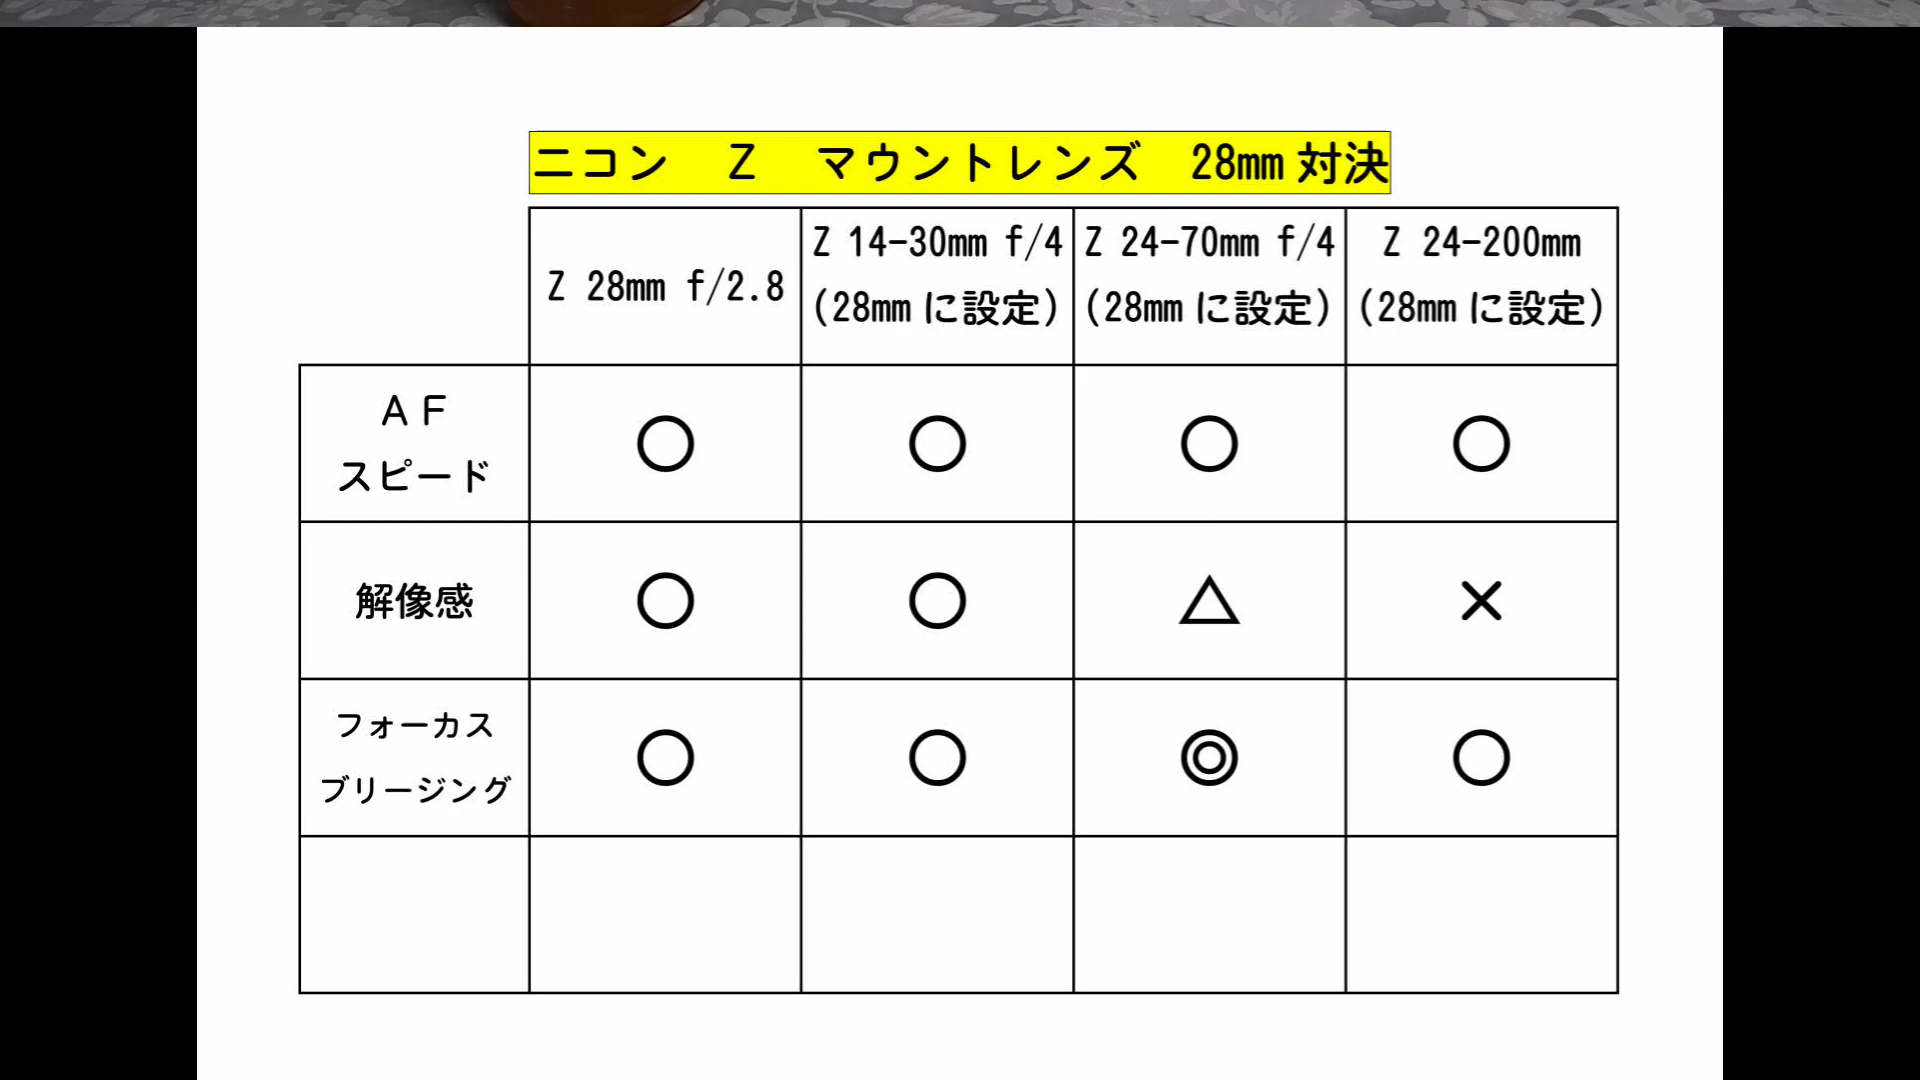 ニコン　Ｚ　マウントレンズ　28mm 対決
Z 28mm f/2.8
Z 14-30mm f/4
(28mm に設定)
Z 24-70mm f/4
(28mm に設定)
Z 24-200mm
(28mm に設定)
ＡＦ
スピード
○ ○ ○ ○
解像感
○ ○ △ ×
フォーカス
ブリージング
○ ○ ◎ ○